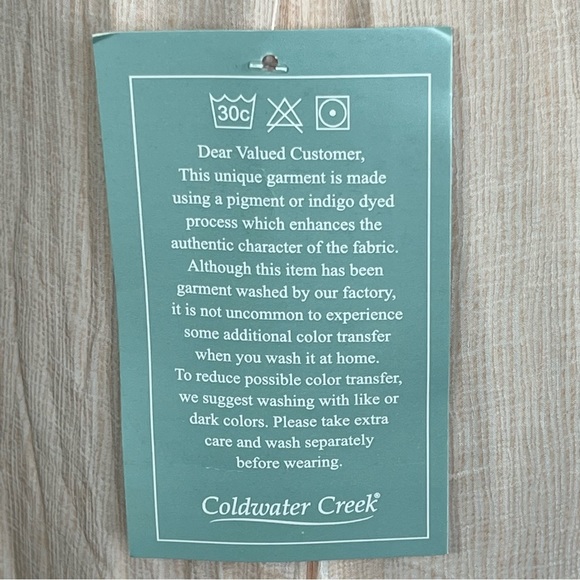 30c
Dear Valued Customer,
This unique garment is made
using a pigment or indigo dyed
process which enhances the
authentic character of the fabric.
Although this item has been
garment washed by our factory,
it is not uncommon to experience
some additional color transfer
when you wash it at home.
To reduce possible color transfer,
we suggest washing with like or
dark colors. Please take extra
care and wash separately
before wearing.
Coldwater Creek®